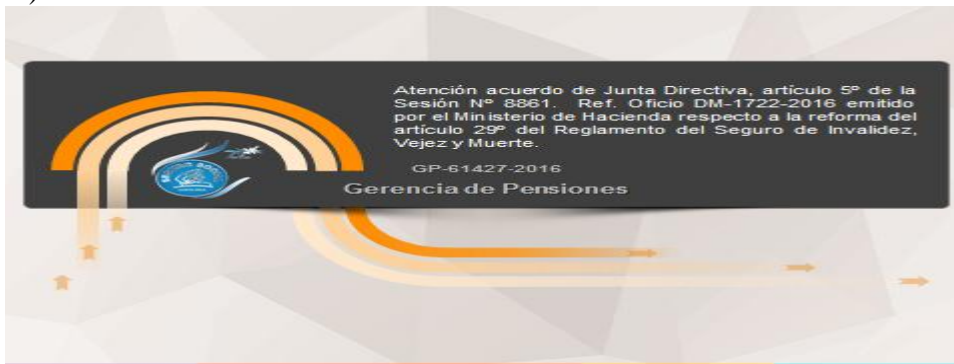 Atención acuerdo de Junta Directiva, artículo 5º de la
Sesión Nº 8861. Ref. Oficio DM-1722-2016 emitido
por el Ministerio de Hacienda respecto a la reforma del
artículo 29º del Reglamento del Seguro de Invalidez,
Vejez y Muerte.
GP-61427-2016
Gerencia de Pensiones